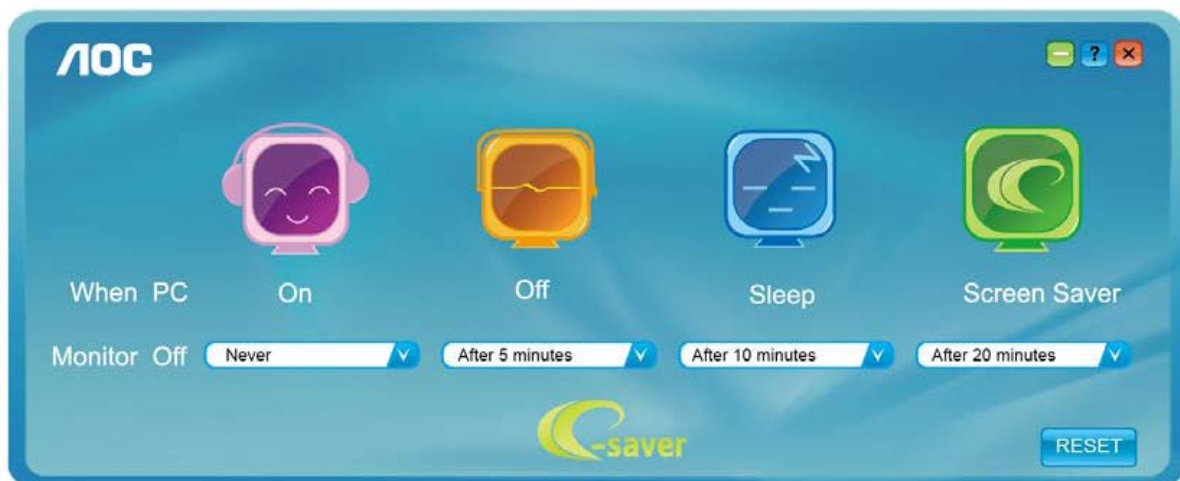 AOC
?
When PC On Off Sleep Screen Saver
Monitor Off Never After 5 minutes After 10 minutes After 20 minutes
e-saver
RESET